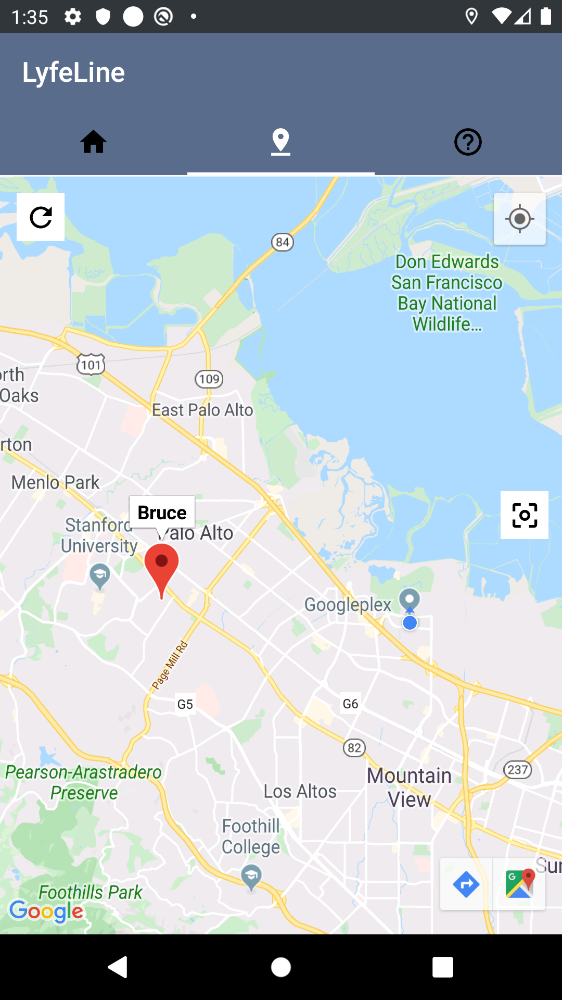 1:35
LyfeLine
84
Don Edwards
San Francisco
Bay National
Wildlife...
101
109
orth
Oaks
East Palo Alto
rton
Menlo Park
Bruce
Stanford
University
Palo Alto
Googleplex
Page Mill Rd
G5
G6
82
237
Pearson-Arastradero
Preserve
Mountain
View
Los Altos
Foothill
College
Sun
G
Foothills Park
Google